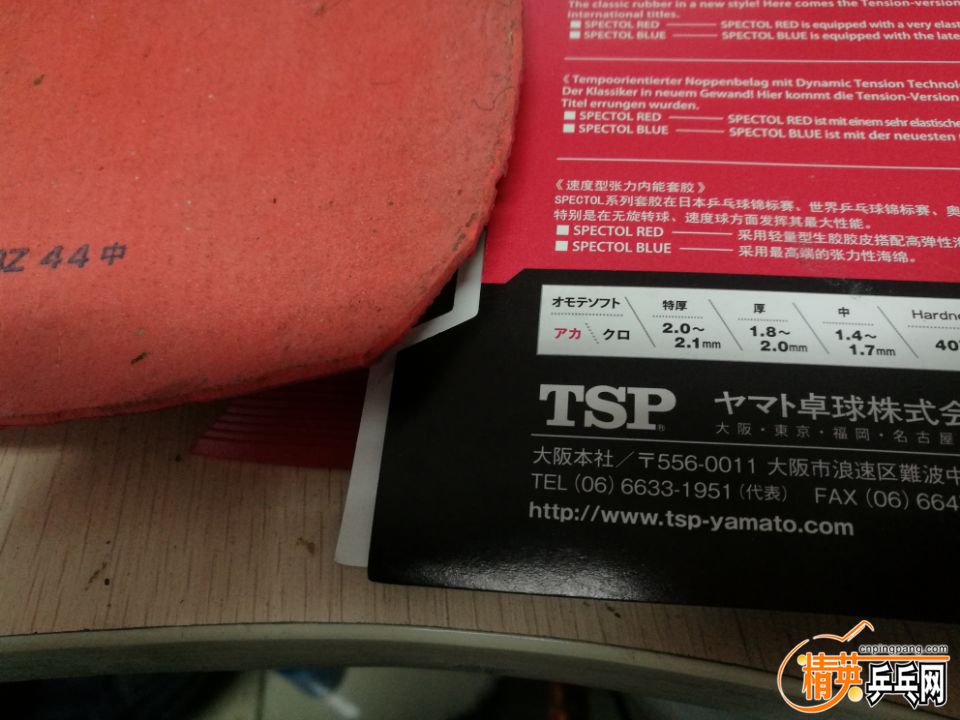 The classic rubber in a new style! Here comes the Tension-version
international titles.
■ SPECTOL RED ——— SPECTOL RED is equipped with a very elast
■ SPECTOL BLUE ——— SPECTOL BLUE is equipped with the late
《 Tempoorientierter Noppenbelag mit Dynamic Tension Technolo
Der Klassiker in neuem Gewand! Hier kommt die Tension-Version
Titel errungen wurden.
■ SPECTOL RED ——— SPECTOL RED ist mit einem sehr elastische
■ SPECTOL BLUE ——— SPECTOL BLUE ist mit der neuesten
《 速度型张力内能套胶 》
SPECTOL系列套胶在日本乒乓球锦标赛、世界乒乓球锦标赛、奥
特别是在无旋转球、速度球方面发挥其最大性能。
■ SPECTOL RED ——— 采用轻量型生胶胶皮搭配高弹性海
■ SPECTOL BLUE ——— 采用最高端的张力性海绵。
44 中
オモテソフト 特厚 厚 中 Hardne
アカ クロ 2.0～2.1mm 1.8～2.0mm 1.4～1.7mm 40
TSP® ヤマト卓球株式会
大阪・東京・福岡・名古屋
大阪本社／〒556-0011 大阪市浪速区難波中
TEL (06) 6633-1951 (代表) FAX (06) 664
http://www.tsp-yamato.com
cnpingpang.com
精英乒乓网